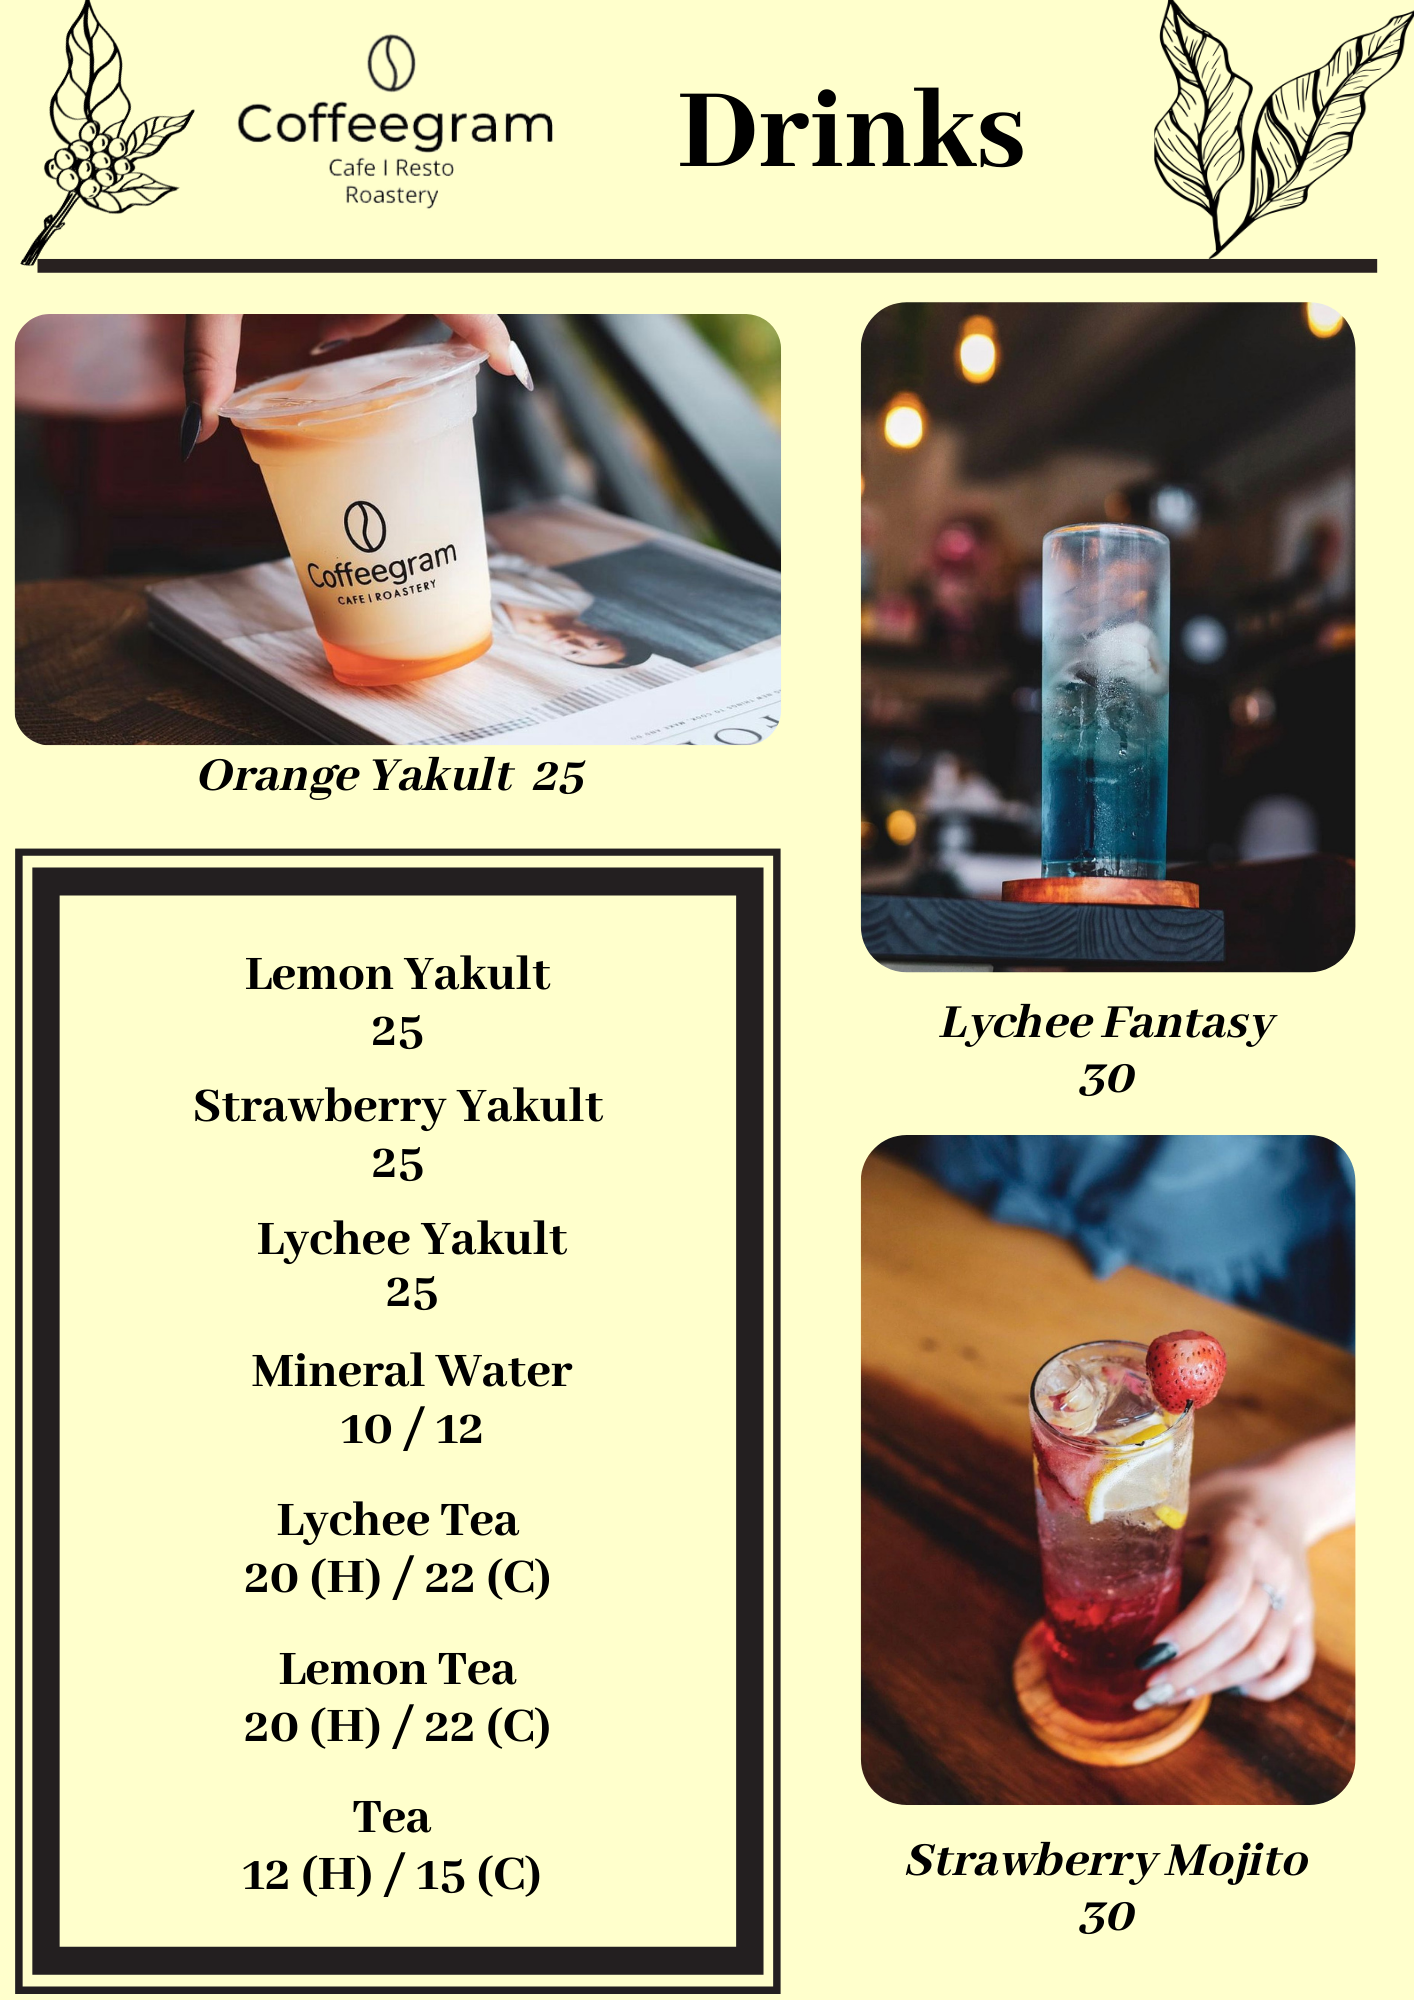 Coffeegram
Cafe I Resto
Roastery
Drinks
Coffeegram
CAFE I ROASTERY
Orange Yakult 25
Lemon Yakult
25
Strawberry Yakult
25
Lychee Yakult
25
Mineral Water
10 / 12
Lychee Tea
20 (H) / 22 (C)
Lemon Tea
20 (H) / 22 (C)
Tea
12 (H) / 15 (C)
Lychee Fantasy
30
Strawberry Mojito
30